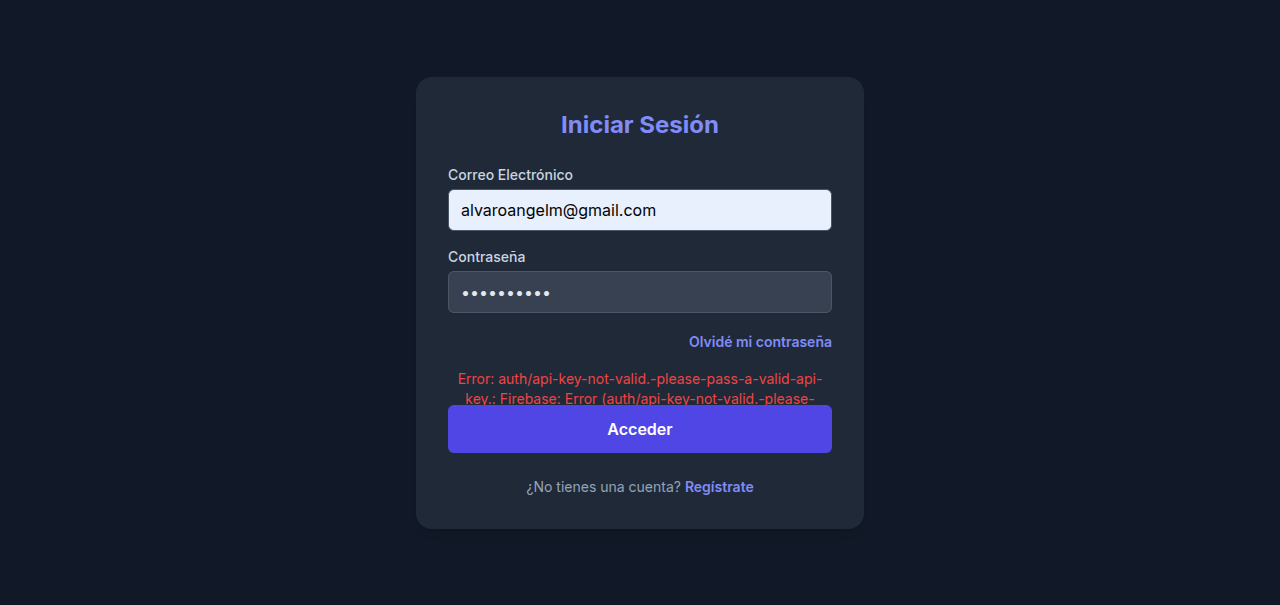 Iniciar Sesión
Correo Electrónico
alvaroangelm@gmail.com
Contraseña
Olvidé mi contraseña
Error: auth/api-key-not-valid.-please-pass-a-valid-api-
key.: Firebase: Error (auth/api-key-not-valid.-please-
Acceder
¿No tienes una cuenta? Regístrate